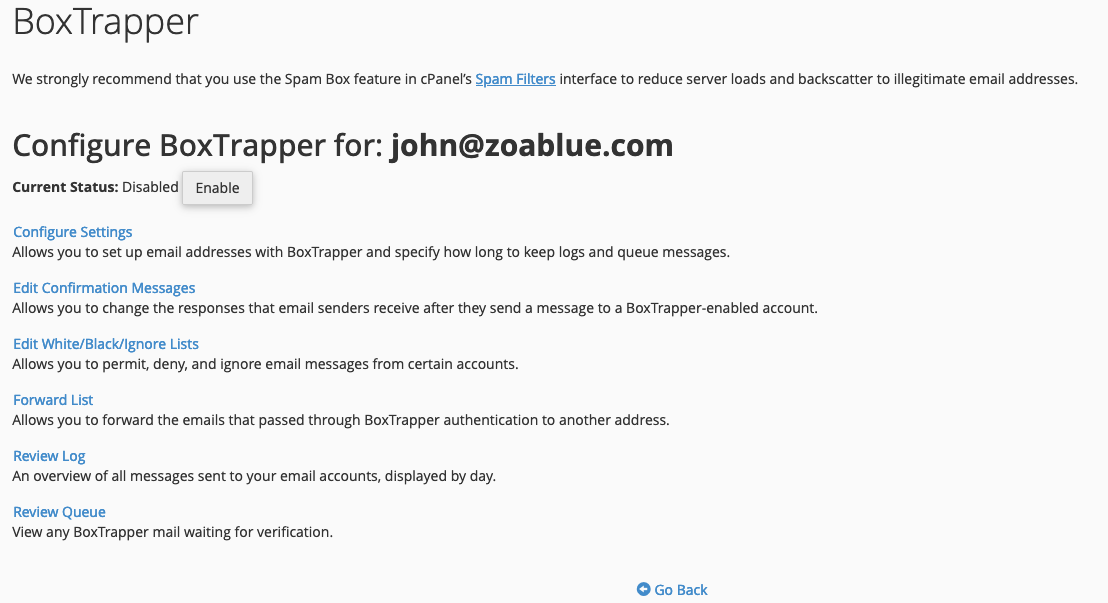 BoxTrapper
We strongly recommend that you use the Spam Box feature in cPanel’s Spam Filters interface to reduce server loads and backscatter to illegitimate email addresses.
Configure BoxTrapper for: john@zoablue.com
Current Status: Disabled Enable
Configure Settings
Allows you to set up email addresses with BoxTrapper and specify how long to keep logs and queue messages.
Edit Confirmation Messages
Allows you to change the responses that email senders receive after they send a message to a BoxTrapper-enabled account.
Edit White/Black/Ignore Lists
Allows you to permit, deny, and ignore email messages from certain accounts.
Forward List
Allows you to forward the emails that passed through BoxTrapper authentication to another address.
Review Log
An overview of all messages sent to your email accounts, displayed by day.
Review Queue
View any BoxTrapper mail waiting for verification.
Go Back